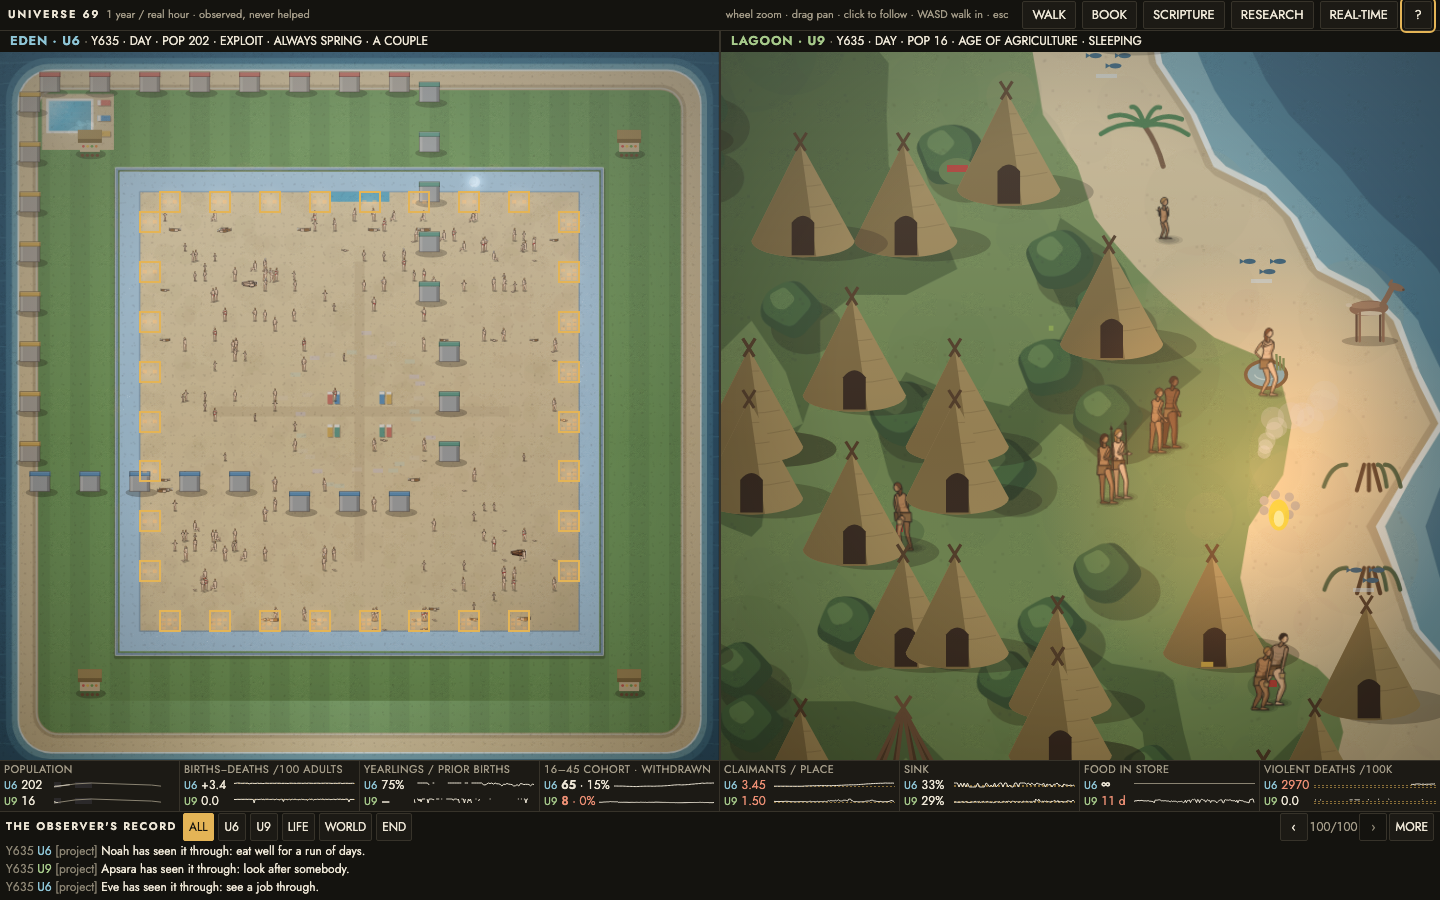 UNIVERSE 69 1 year / real hour · observed, never helped
wheel zoom · drag pan · click to follow · WASD walk in · esc
WALK BOOK SCRIPTURE RESEARCH REAL-TIME ?
EDEN · U6 · Y635 · DAY · POP 202 · EXPLOIT · ALWAYS SPRING · A COUPLE
LAGOON · U9 · Y635 · DAY · POP 16 · AGE OF AGRICULTURE · SLEEPING
POPULATION
U6 202
U9 16
BIRTHS–DEATHS /100 ADULTS
U6 +3.4
U9 0.0
YEARLINGS / PRIOR BIRTHS
U6 75%
U9 –
16–45 COHORT · WITHDRAWN
U6 65 · 15%
U9 8 · 0%
CLAIMANTS / PLACE
U6 3.45
U9 1.50
SINK
U6 33%
U9 29%
FOOD IN STORE
U6 ∞
U9 11 d
VIOLENT DEATHS /100K
U6 2970
U9 0.0
THE OBSERVER'S RECORD ALL U6 U9 LIFE WORLD END
‹ 100/100 › MORE
Y635 U6 [project] Noah has seen it through: eat well for a run of days.
Y635 U9 [project] Apsara has seen it through: look after somebody.
Y635 U6 [project] Eve has seen it through: see a job through.